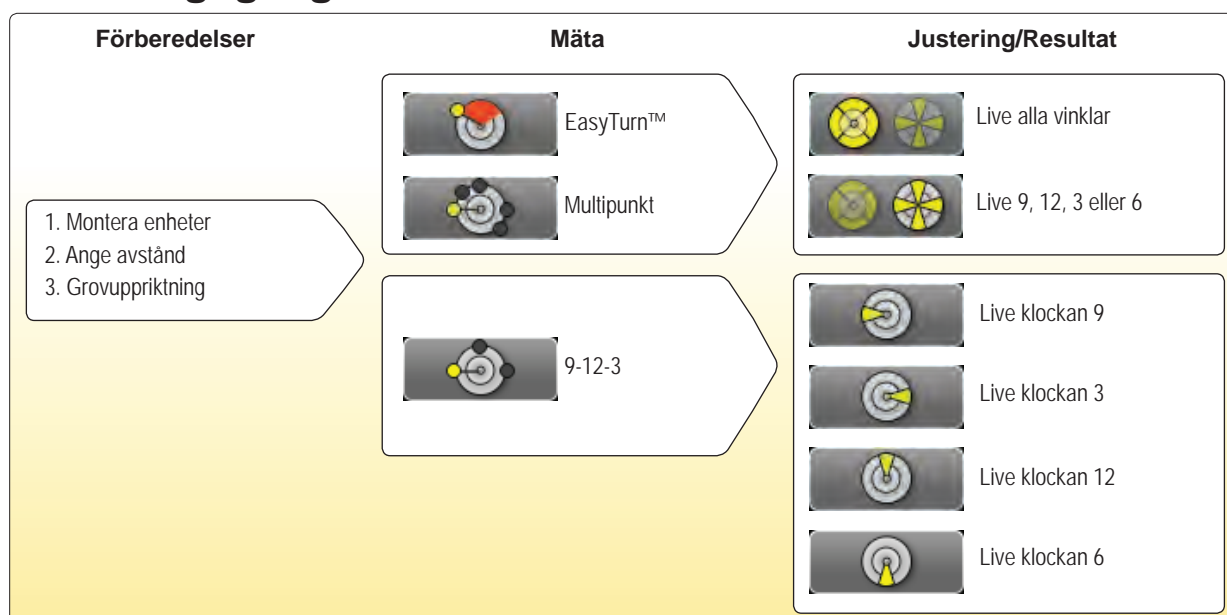 Förberedelser
Mäta
Justering/Resultat
1. Montera enheter
2. Ange avstånd
3. Grovuppriktning
EasyTurn™
Multipunkt
9-12-3
Live alla vinklar
Live 9, 12, 3 eller 6
Live klockan 9
Live klockan 3
Live klockan 12
Live klockan 6